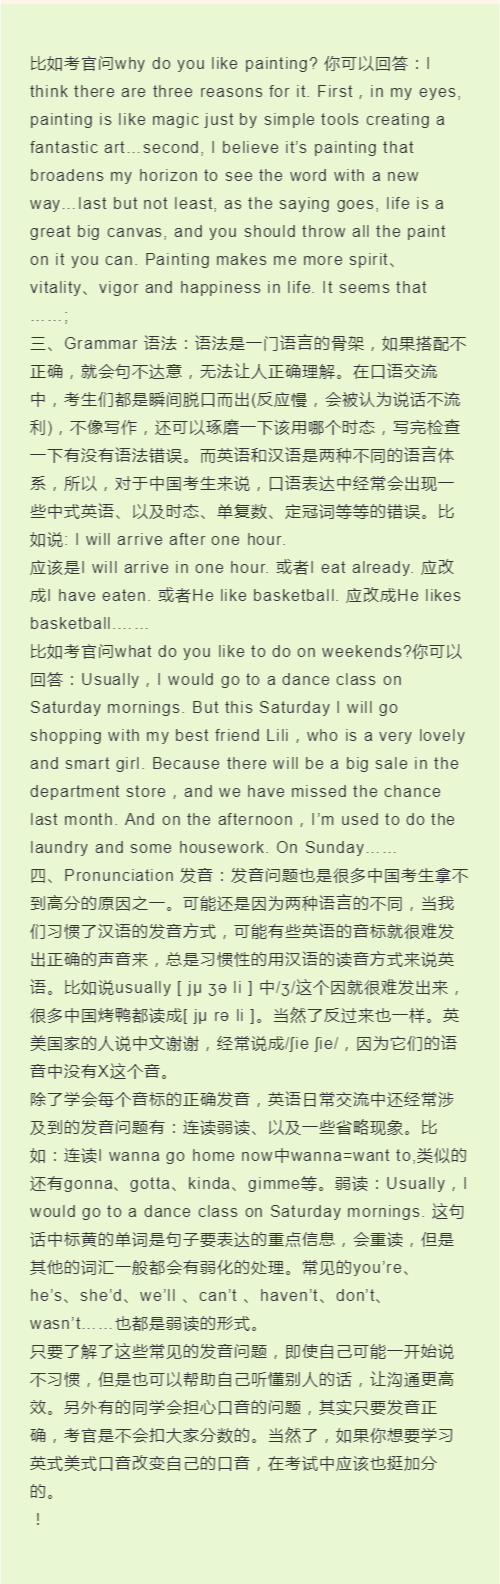 比如考官问why do you like painting? 你可以回答：I
think there are three reasons for it. First，in my eyes,
painting is like magic just by simple tools creating a
fantastic art…second, I believe it’s painting that
broadens my horizon to see the word with a new
way…last but not least, as the saying goes, life is a
great big canvas, and you should throw all the paint
on it you can. Painting makes me more spirit、
vitality、vigor and happiness in life. It seems that
……;
三、Grammar 语法：语法是一门语言的骨架，如果搭配不
正确，就会句不达意，无法让人正确理解。在口语交流
中，考生们都是瞬间脱口而出(反应慢，会被认为说话不流
利)，不像写作，还可以琢磨一下该用哪个时态，写完检查
一下有没有语法错误。而英语和汉语是两种不同的语言体
系，所以，对于中国考生来说，口语表达中经常会出现一
些中式英语、以及时态、单复数、定冠词等等的错误。比
如说: I will arrive after one hour.
应该是I will arrive in one hour. 或者I eat already. 应改
成I have eaten. 或者He like basketball. 应改成He likes
basketball.……
比如考官问what do you like to do on weekends?你可以
回答：Usually，I would go to a dance class on
Saturday mornings. But this Saturday I will go
shopping with my best friend Lili，who is a very lovely
and smart girl. Because there will be a big sale in the
department store，and we have missed the chance
last month. And on the afternoon，I’m used to do the
laundry and some housework. On Sunday……
四、Pronunciation 发音：发音问题也是很多中国考生拿不
到高分的原因之一。可能还是因为两种语言的不同，当我
们习惯了汉语的发音方式，可能有些英语的音标就很难发
出正确的声音来，总是习惯性的用汉语的读音方式来说英
语。比如说usually [ jμ ʒə li ] 中/ʒ/这个因就很难发出来，
很多中国烤鸭都读成[ jμ rə li ]。当然了反过来也一样。英
美国家的人说中文谢谢，经常说成/ʃie ʃie/，因为它们的语
音中没有X这个音。
除了学会每个音标的正确发音，英语日常交流中还经常涉
及到的发音问题有：连读弱读、以及一些省略现象。比
如：连读I wanna go home now中wanna=want to,类似的
还有gonna、gotta、kinda、gimme等。弱读：Usually，I
would go to a dance class on Saturday mornings. 这句
话中标黄的单词是句子要表达的重点信息，会重读，但是
其他的词汇一般都会有弱化的处理。常见的you’re、
he’s、she’d、we’ll 、can’t 、haven’t、don’t、
wasn’t……也都是弱读的形式。
只要了解了这些常见的发音问题，即使自己可能一开始说
不习惯，但是也可以帮助自己听懂别人的话，让沟通更高
效。另外有的同学会担心口音的问题，其实只要发音正
确，考官是不会扣大家分数的。当然了，如果你想要学习
英式美式口音改变自己的口音，在考试中应该也挺加分
的。
！